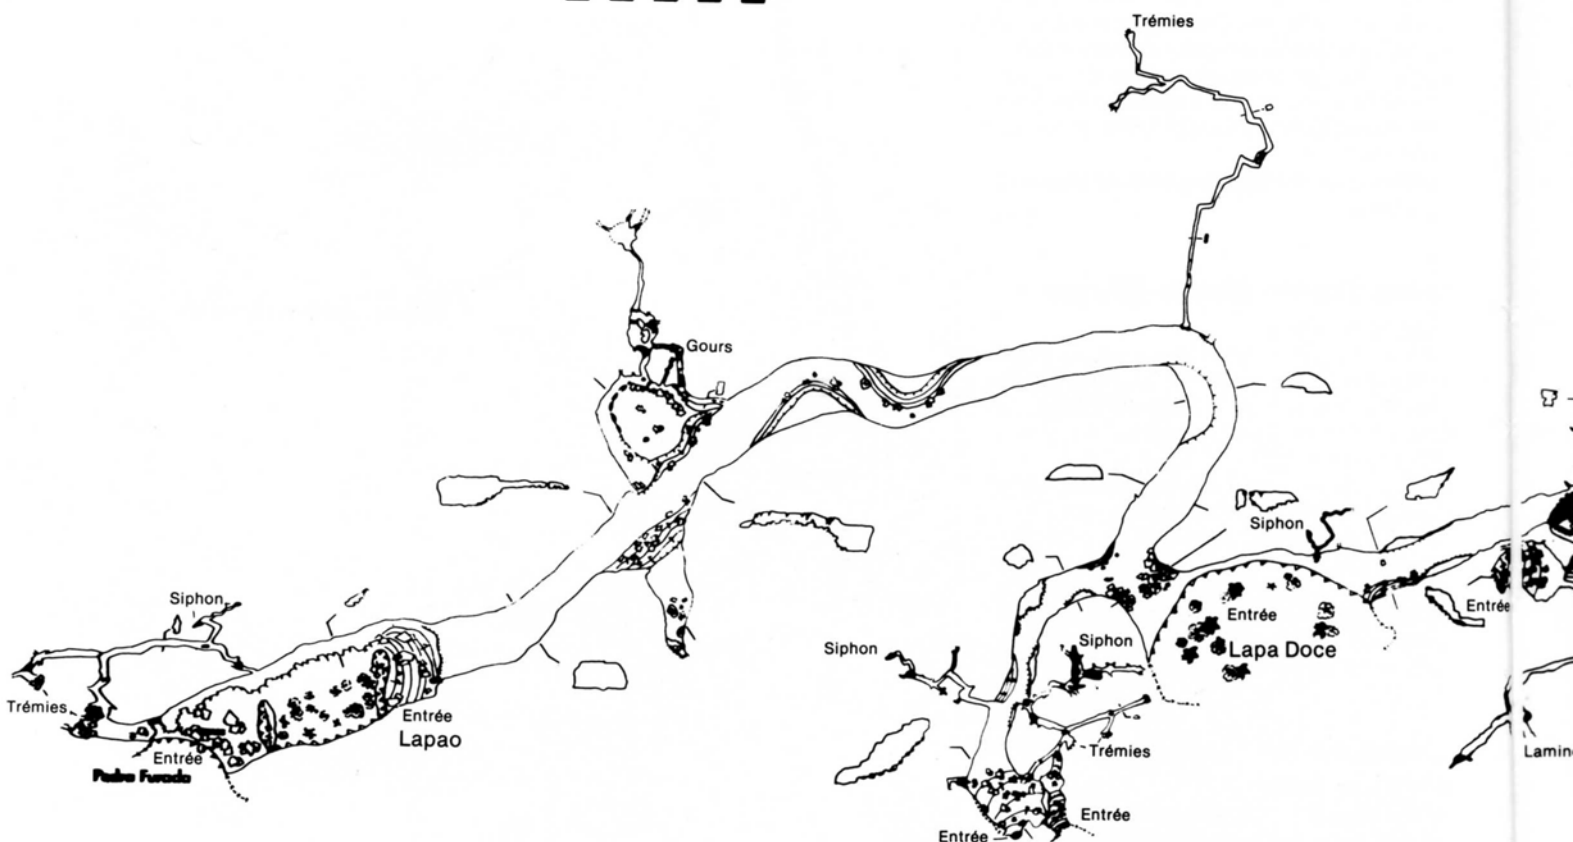 Trémies
Gours
Siphon
Siphon
Entrée
Entrée
Lapa Doce
Siphon
Siphon
Trémies
Entrée
Lapao
Entrée
Pedra Furada
Trémies
Entrée
Entrée